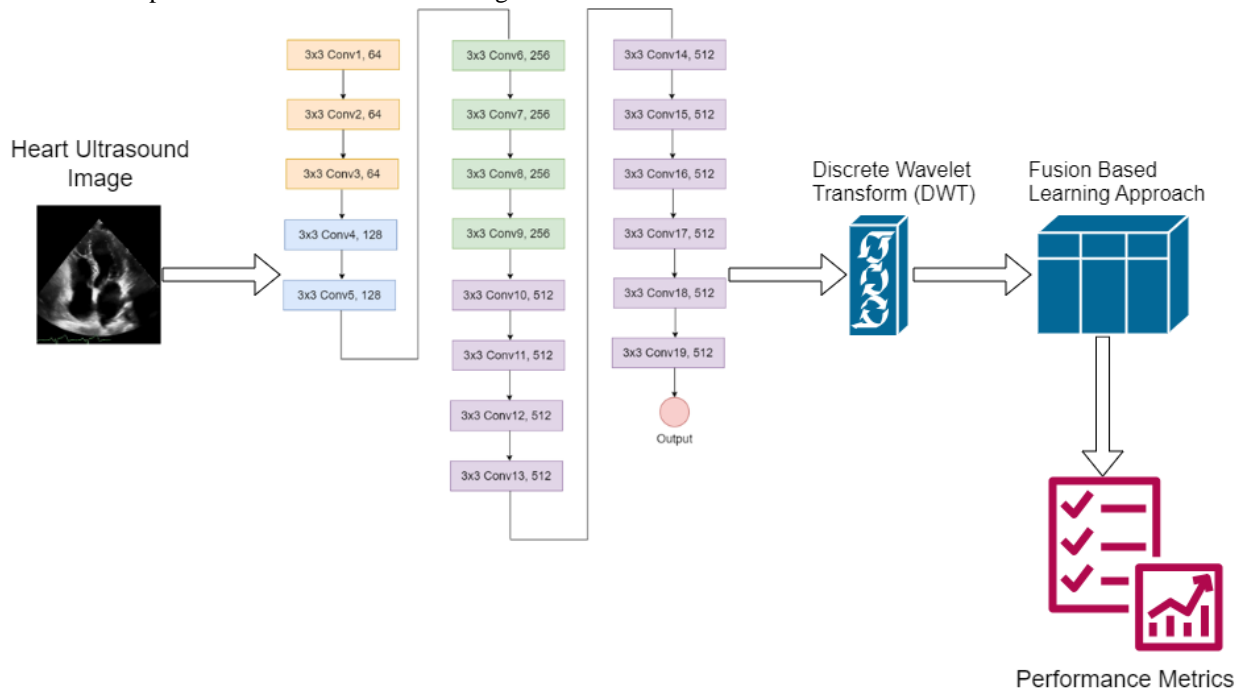 Heart Ultrasound
Image
3x3 Conv1, 64
3x3 Conv2, 64
3x3 Conv3, 64
3x3 Conv4, 128
3x3 Conv5, 128
3x3 Conv6, 256
3x3 Conv7, 256
3x3 Conv8, 256
3x3 Conv9, 256
3x3 Conv10, 512
3x3 Conv11, 512
3x3 Conv12, 512
3x3 Conv13, 512
3x3 Conv14, 512
3x3 Conv15, 512
3x3 Conv16, 512
3x3 Conv17, 512
3x3 Conv18, 512
3x3 Conv19, 512
Output
Discrete Wavelet
Transform (DWT)
Fusion Based
Learning Approach
Performance Metrics